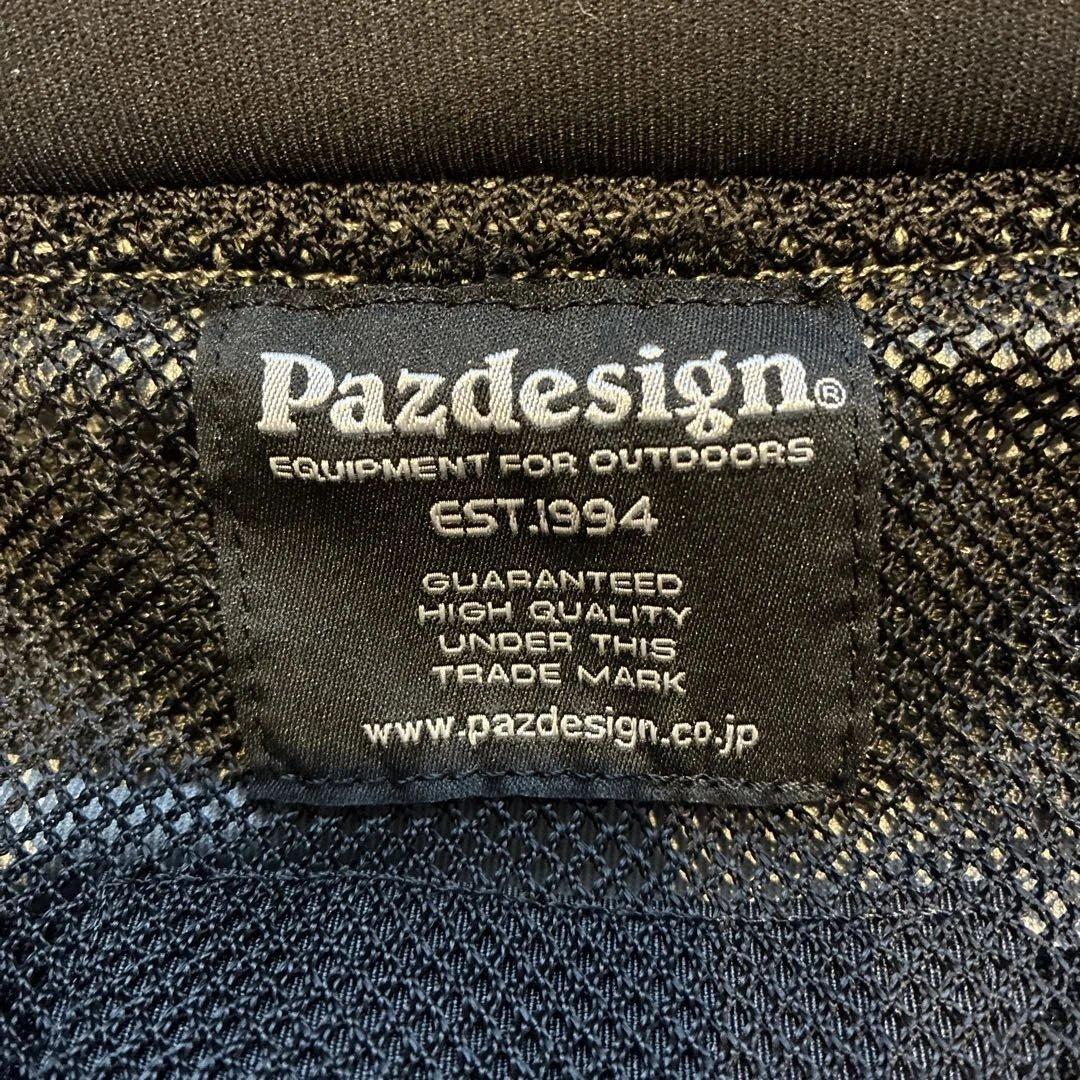 Pazdesign®
EQUIPMENT FOR OUTDOORS
EST.1994
GUARANTEED
HIGH QUALITY
UNDER THIS
TRADE MARK
www.pazdesign.co.jp